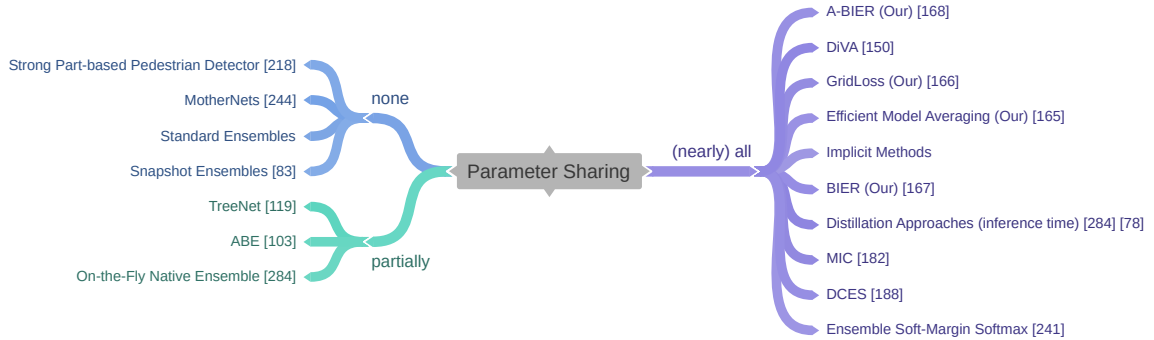 Parameter Sharing
none
Strong Part-based Pedestrian Detector [218]
MotherNets [244]
Standard Ensembles
Snapshot Ensembles [83]
partially
TreeNet [119]
ABE [103]
On-the-Fly Native Ensemble [284]
(nearly) all
A-BIER (Our) [168]
DiVA [150]
GridLoss (Our) [166]
Efficient Model Averaging (Our) [165]
Implicit Methods
BIER (Our) [167]
Distillation Approaches (inference time) [284] [78]
MIC [182]
DCES [188]
Ensemble Soft-Margin Softmax [241]